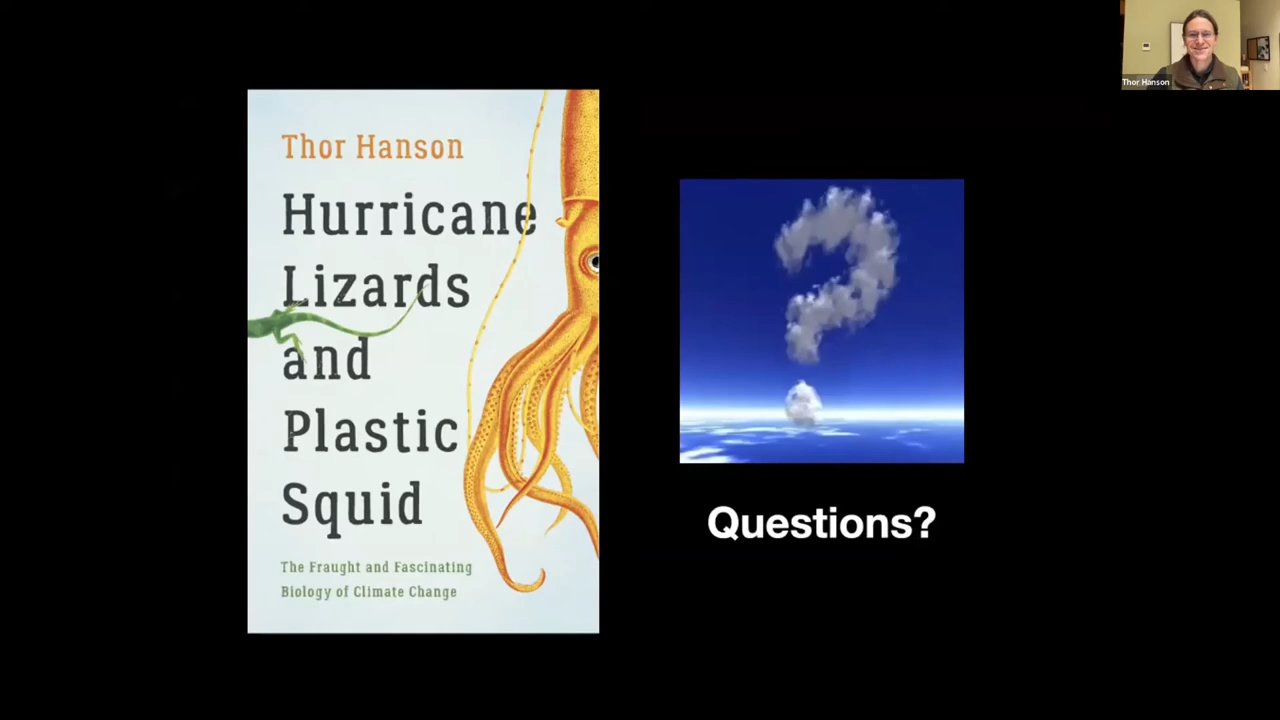 Thor Hanson
Thor Hanson
Hurricane
Lizards
and
Plastic
Squid
The Fraught and Fascinating
Biology of Climate Change
?
Questions?